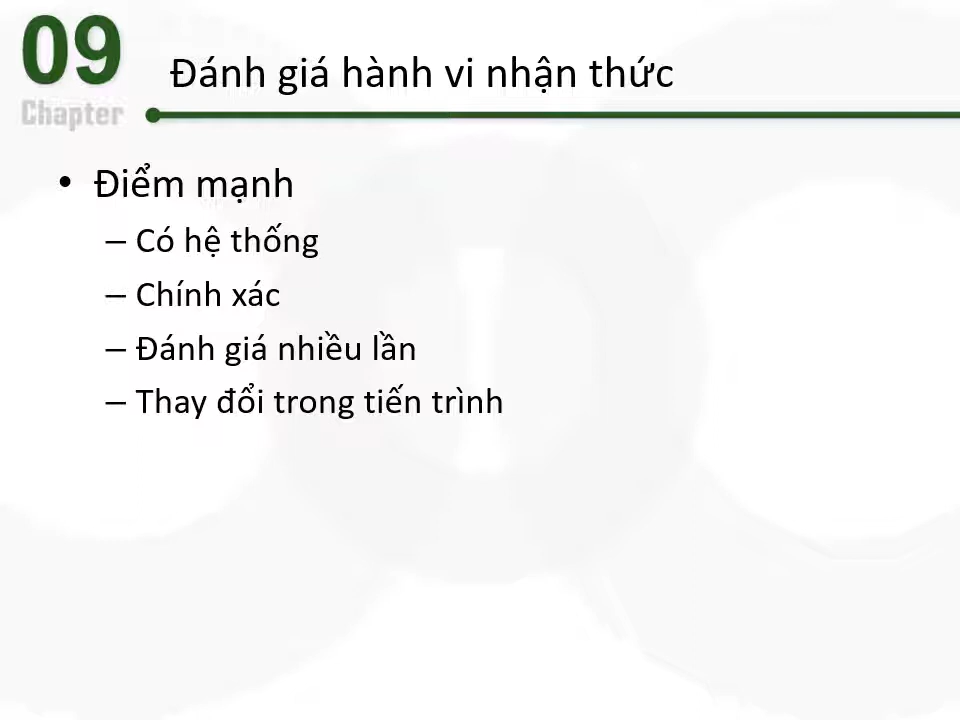 09
Chapter
Đánh giá hành vi nhận thức
• Điểm mạnh
– Có hệ thống
– Chính xác
– Đánh giá nhiều lần
– Thay đổi trong tiến trình